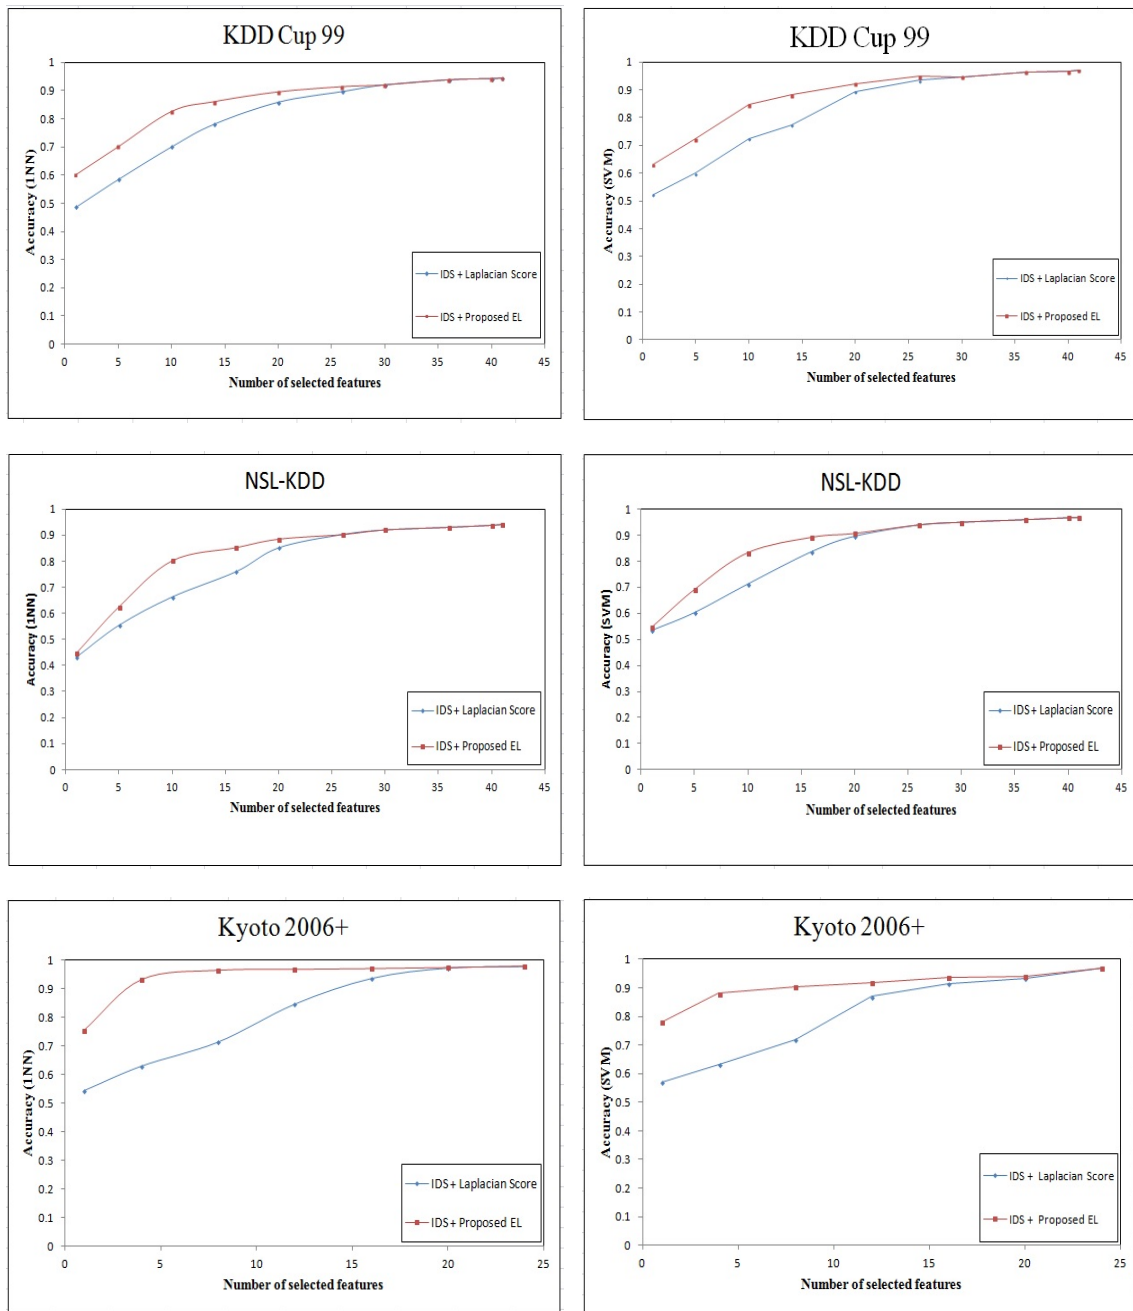 KDD Cup 99
Accuracy (1NN)
1
0.9
0.8
0.7
0.6
0.5
0.4
0.3
0.2
0.1
0
0 5 10 15 20 25 30 35 40 45
Number of selected features
IDS + Laplacian Score
IDS + Proposed EL
KDD Cup 99
Accuracy (SVM)
1
0.9
0.8
0.7
0.6
0.5
0.4
0.3
0.2
0.1
0
0 5 10 15 20 25 30 35 40 45
Number of selected features
IDS + Laplacian Score
IDS + Proposed EL
NSL-KDD
Accuracy (1NN)
1
0.9
0.8
0.7
0.6
0.5
0.4
0.3
0.2
0.1
0
0 5 10 15 20 25 30 35 40 45
Number of selected features
IDS + Laplacian Score
IDS + Proposed EL
NSL-KDD
Accuracy (SVM)
1
0.9
0.8
0.7
0.6
0.5
0.4
0.3
0.2
0.1
0
0 5 10 15 20 25 30 35 40 45
Number of selected features
IDS + Laplacian Score
IDS + Proposed EL
Kyoto 2006+
Accuracy (1NN)
1
0.9
0.8
0.7
0.6
0.5
0.4
0.3
0.2
0.1
0
0 5 10 15 20 25
Number of selected features
IDS + Laplacian Score
IDS + Proposed EL
Kyoto 2006+
Accuracy (SVM)
1
0.9
0.8
0.7
0.6
0.5
0.4
0.3
0.2
0.1
0
0 5 10 15 20 25
Number of selected features
IDS + Laplacian Score
IDS + Proposed EL